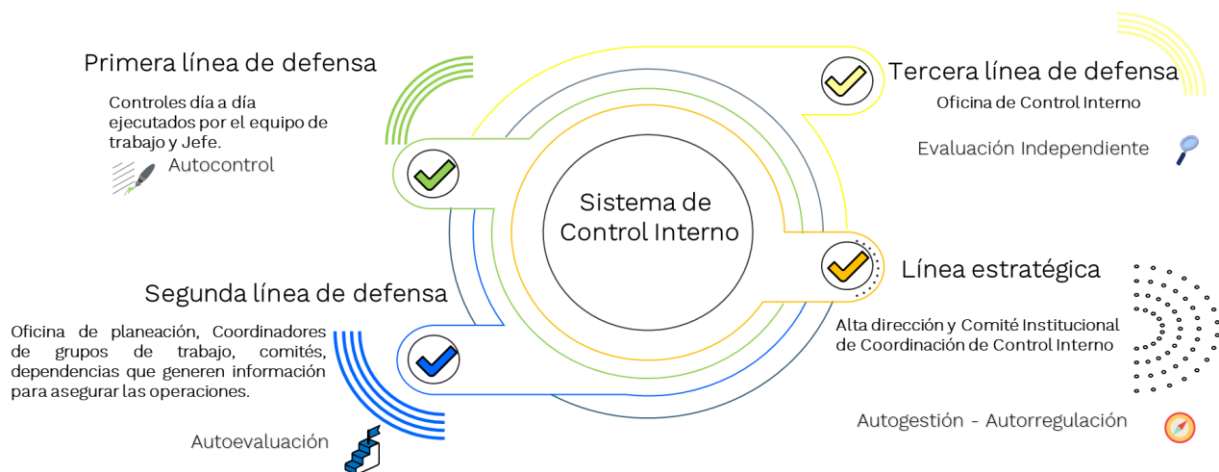 Primera línea de defensa
Controles día a día
ejecutados por el equipo de
trabajo y Jefe.
Autocontrol
Segunda línea de defensa
Oficina de planeación, Coordinadores
de grupos de trabajo, comités,
dependencias que generen información
para asegurar las operaciones.
Autoevaluación
Sistema de
Control Interno
Tercera línea de defensa
Oficina de Control Interno
Evaluación Independiente
Línea estratégica
Alta dirección y Comité Institucional
de Coordinación de Control Interno
Autogestión - Autorregulación